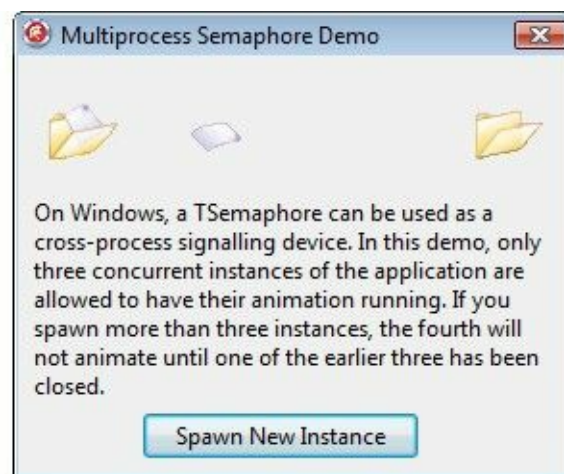 Multiprocess Semaphore Demo
On Windows, a TSemaphore can be used as a
cross-process signalling device. In this demo, only
three concurrent instances of the application are
allowed to have their animation running. If you
spawn more than three instances, the fourth will
not animate until one of the earlier three has been
closed.
Spawn New Instance